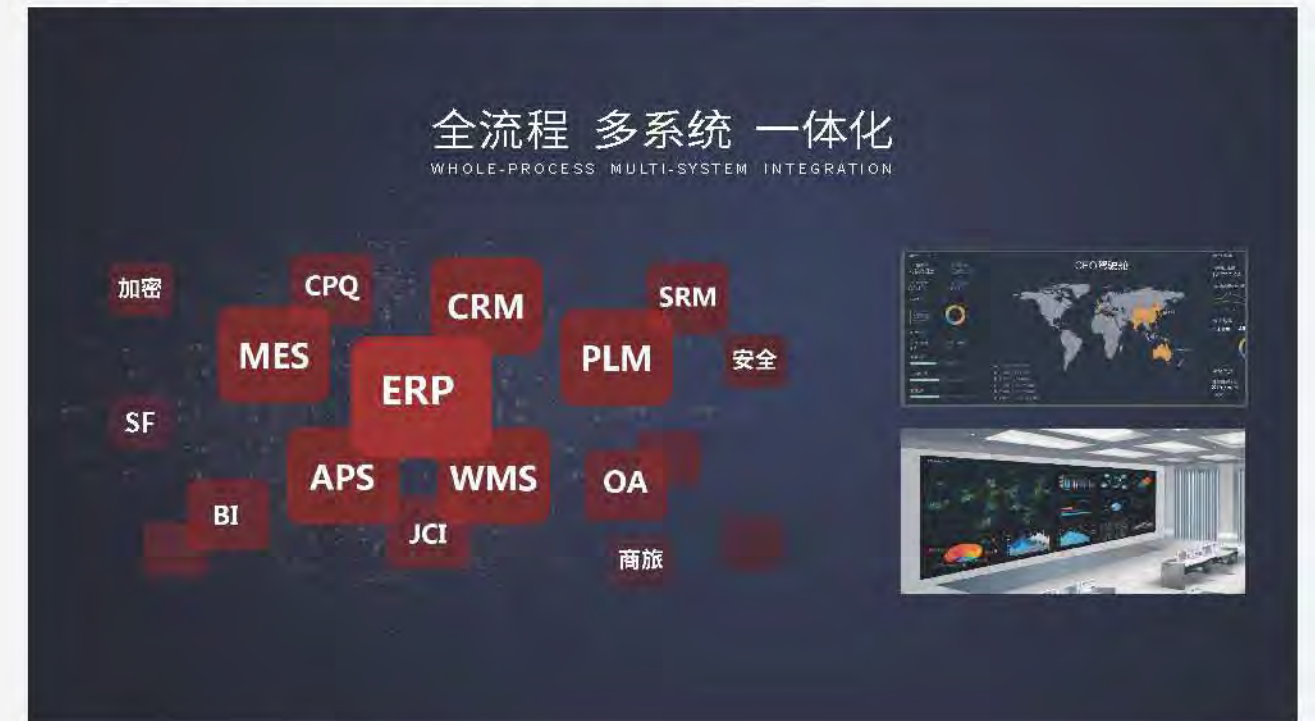 全流程 多系统 一体化
WHOLE-PROCESS MULTI-SYSTEM INTEGRATION
加密
CPQ
CRM
SRM
MES
ERP
PLM
安全
SF
APS
WMS
OA
BI
JCI
商旅
CEO驾驶舱